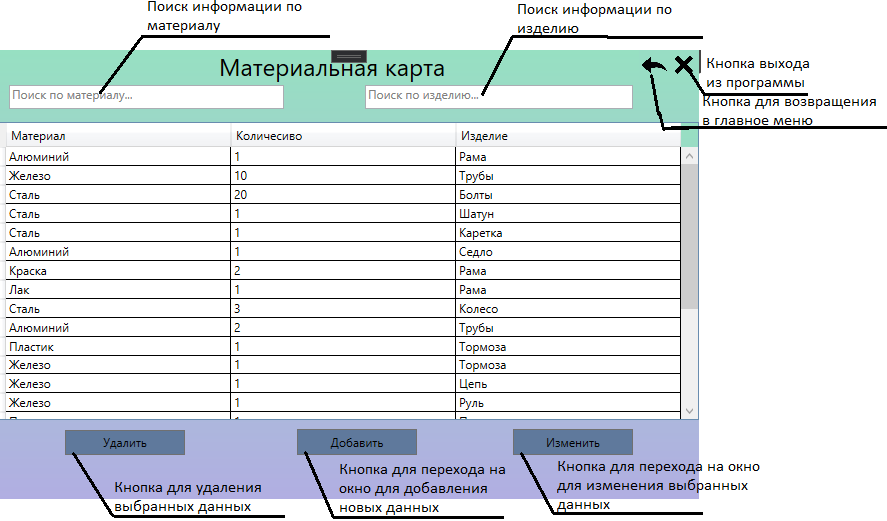 Поиск информации по
материалу
Поиск информации по
изделию
Материальная карта
Кнопка выхода
из программы
Поиск по материалу...
Поиск по изделию...
Кнопка для возвращения
в главное меню
Материал Количесиво Изделие
Алюминий 1 Рама
Железо 10 Трубы
Сталь 20 Болты
Сталь 1 Шатун
Сталь 1 Каретка
Алюминий 1 Седло
Краска 2 Рама
Лак 1 Рама
Сталь 3 Колесо
Алюминий 2 Трубы
Пластик 1 Тормоза
Железо 1 Тормоза
Железо 1 Цепь
Железо 1 Руль
Удалить Добавить Изменить
Кнопка для удаления
выбранных данных
Кнопка для перехода на
окно для добавления
новых данных
Кнопка для перехода на окно
для изменения выбранных
данных